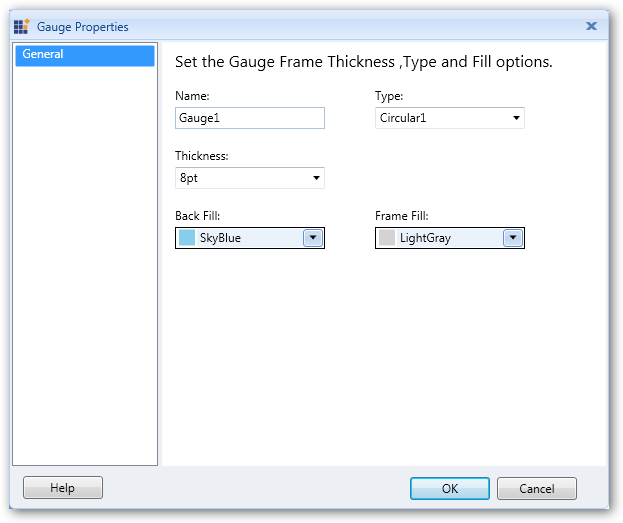 Gauge Properties
General
Set the Gauge Frame Thickness ,Type and Fill options.
Name:
Type:
Gauge1
Circular1
Thickness:
8pt
Back Fill:
Frame Fill:
SkyBlue
LightGray
Help
OK
Cancel